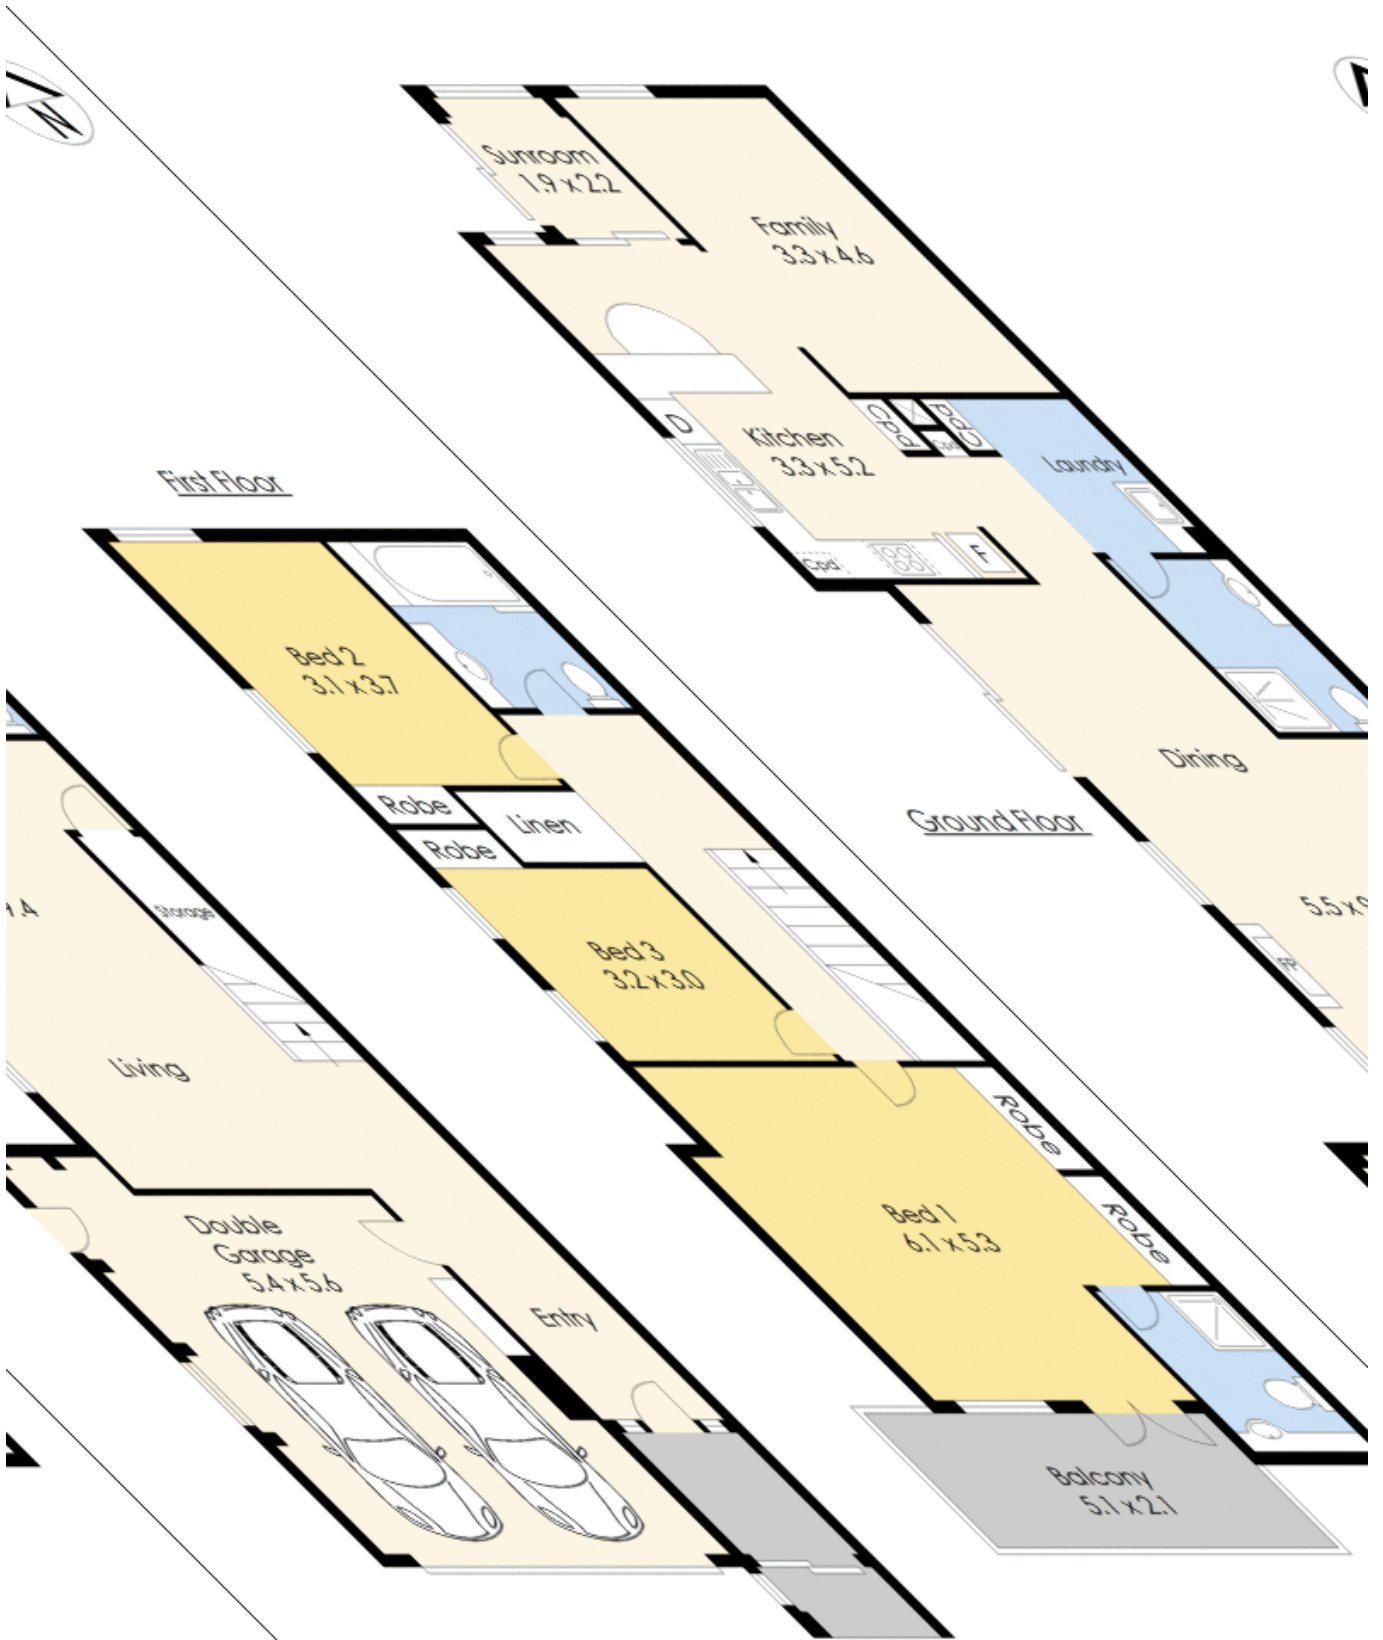 N
Sunroom
1.9 x 2.2
Family
3.3 x 4.6
D
Kitchen
3.3 x 5.2
Cpd
Cpd
Cpd
Laundry
Cpd
F
First Floor
Bed 2
3.1 x 3.7
Robe
Linen
Robe
Dining
Ground Floor
Storage
Bed 3
3.2 x 3.0
FP
Living
Robe
Robe
Bed 1
6.1 x 5.3
Double
Garage
5.4 x 5.6
Entry
Balcony
5.1 x 2.1